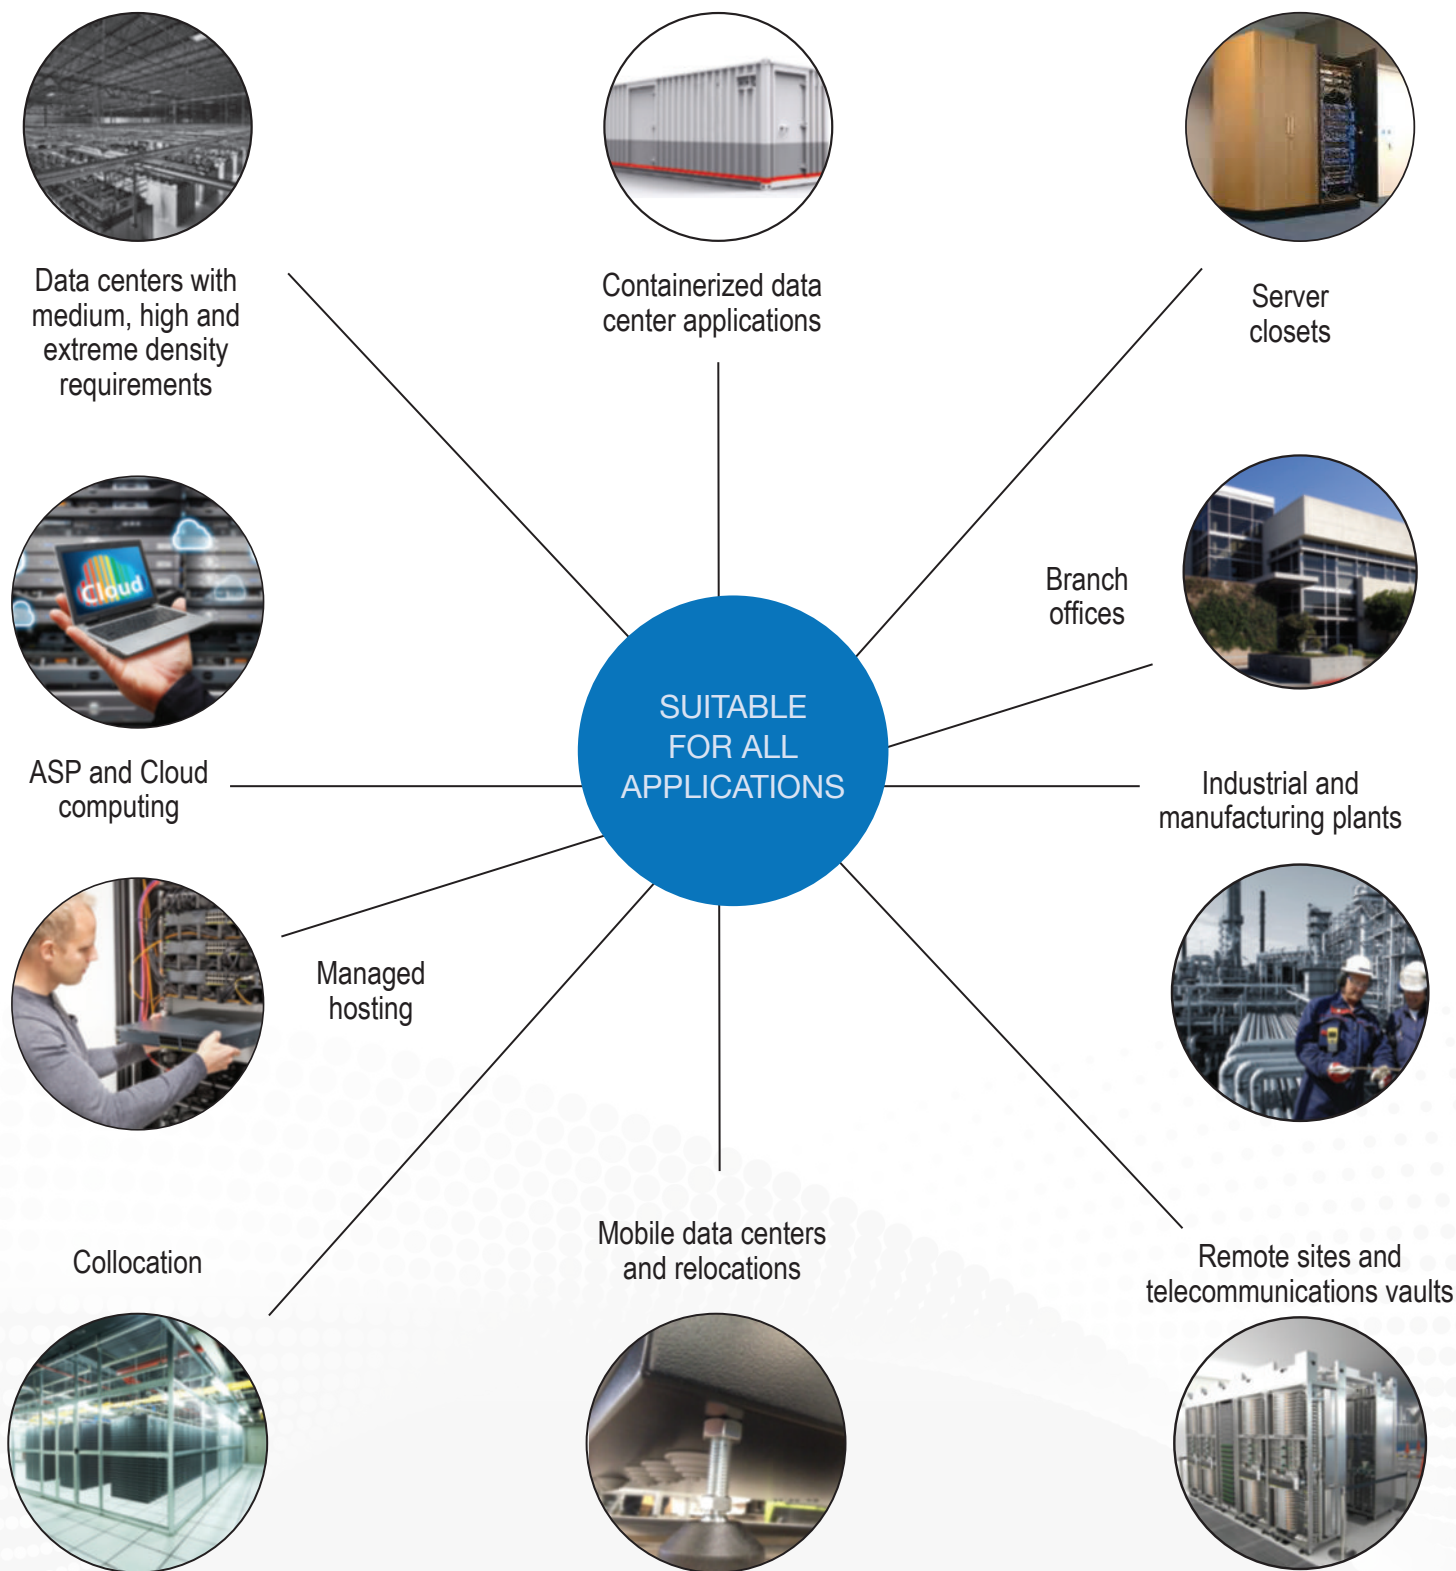 Data centers with
medium, high and
extreme density
requirements
Containerized data
center applications
Server
closets
Cloud
Branch
offices
SUITABLE
FOR ALL
APPLICATIONS
ASP and Cloud
computing
Industrial and
manufacturing plants
Managed
hosting
Collocation
Mobile data centers
and relocations
Remote sites and
telecommunications vaults